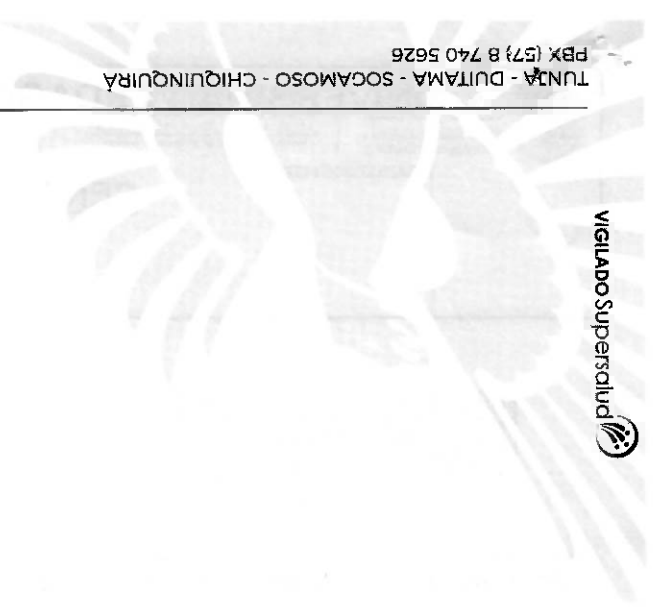 VIGILADO Supersalud
TUNJA - DUITAMA - SOGAMOSO - CHIQUINQUIRÁ
PBX (57) 8 740 5626